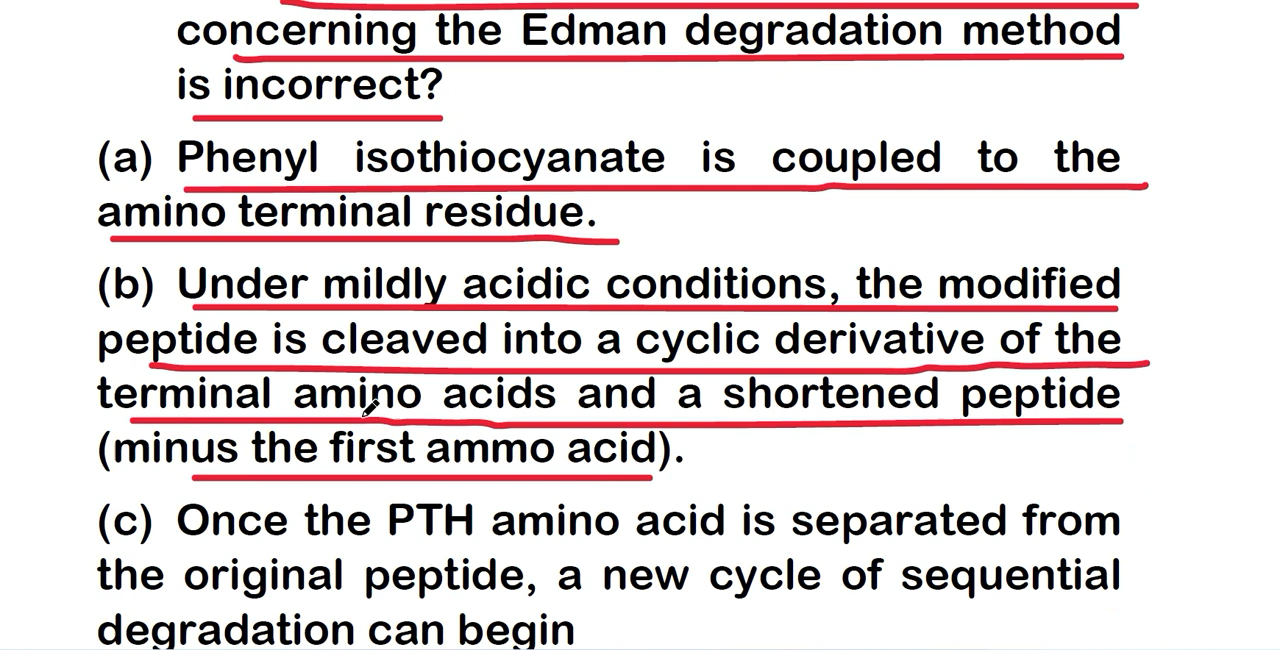 concerning the Edman degradation method
is incorrect?
(a) Phenyl isothiocyanate is coupled to the
amino terminal residue.
(b) Under mildly acidic conditions, the modified
peptide is cleaved into a cyclic derivative of the
terminal amino acids and a shortened peptide
(minus the first ammo acid).
(c) Once the PTH amino acid is separated from
the original peptide, a new cycle of sequential
degradation can begin